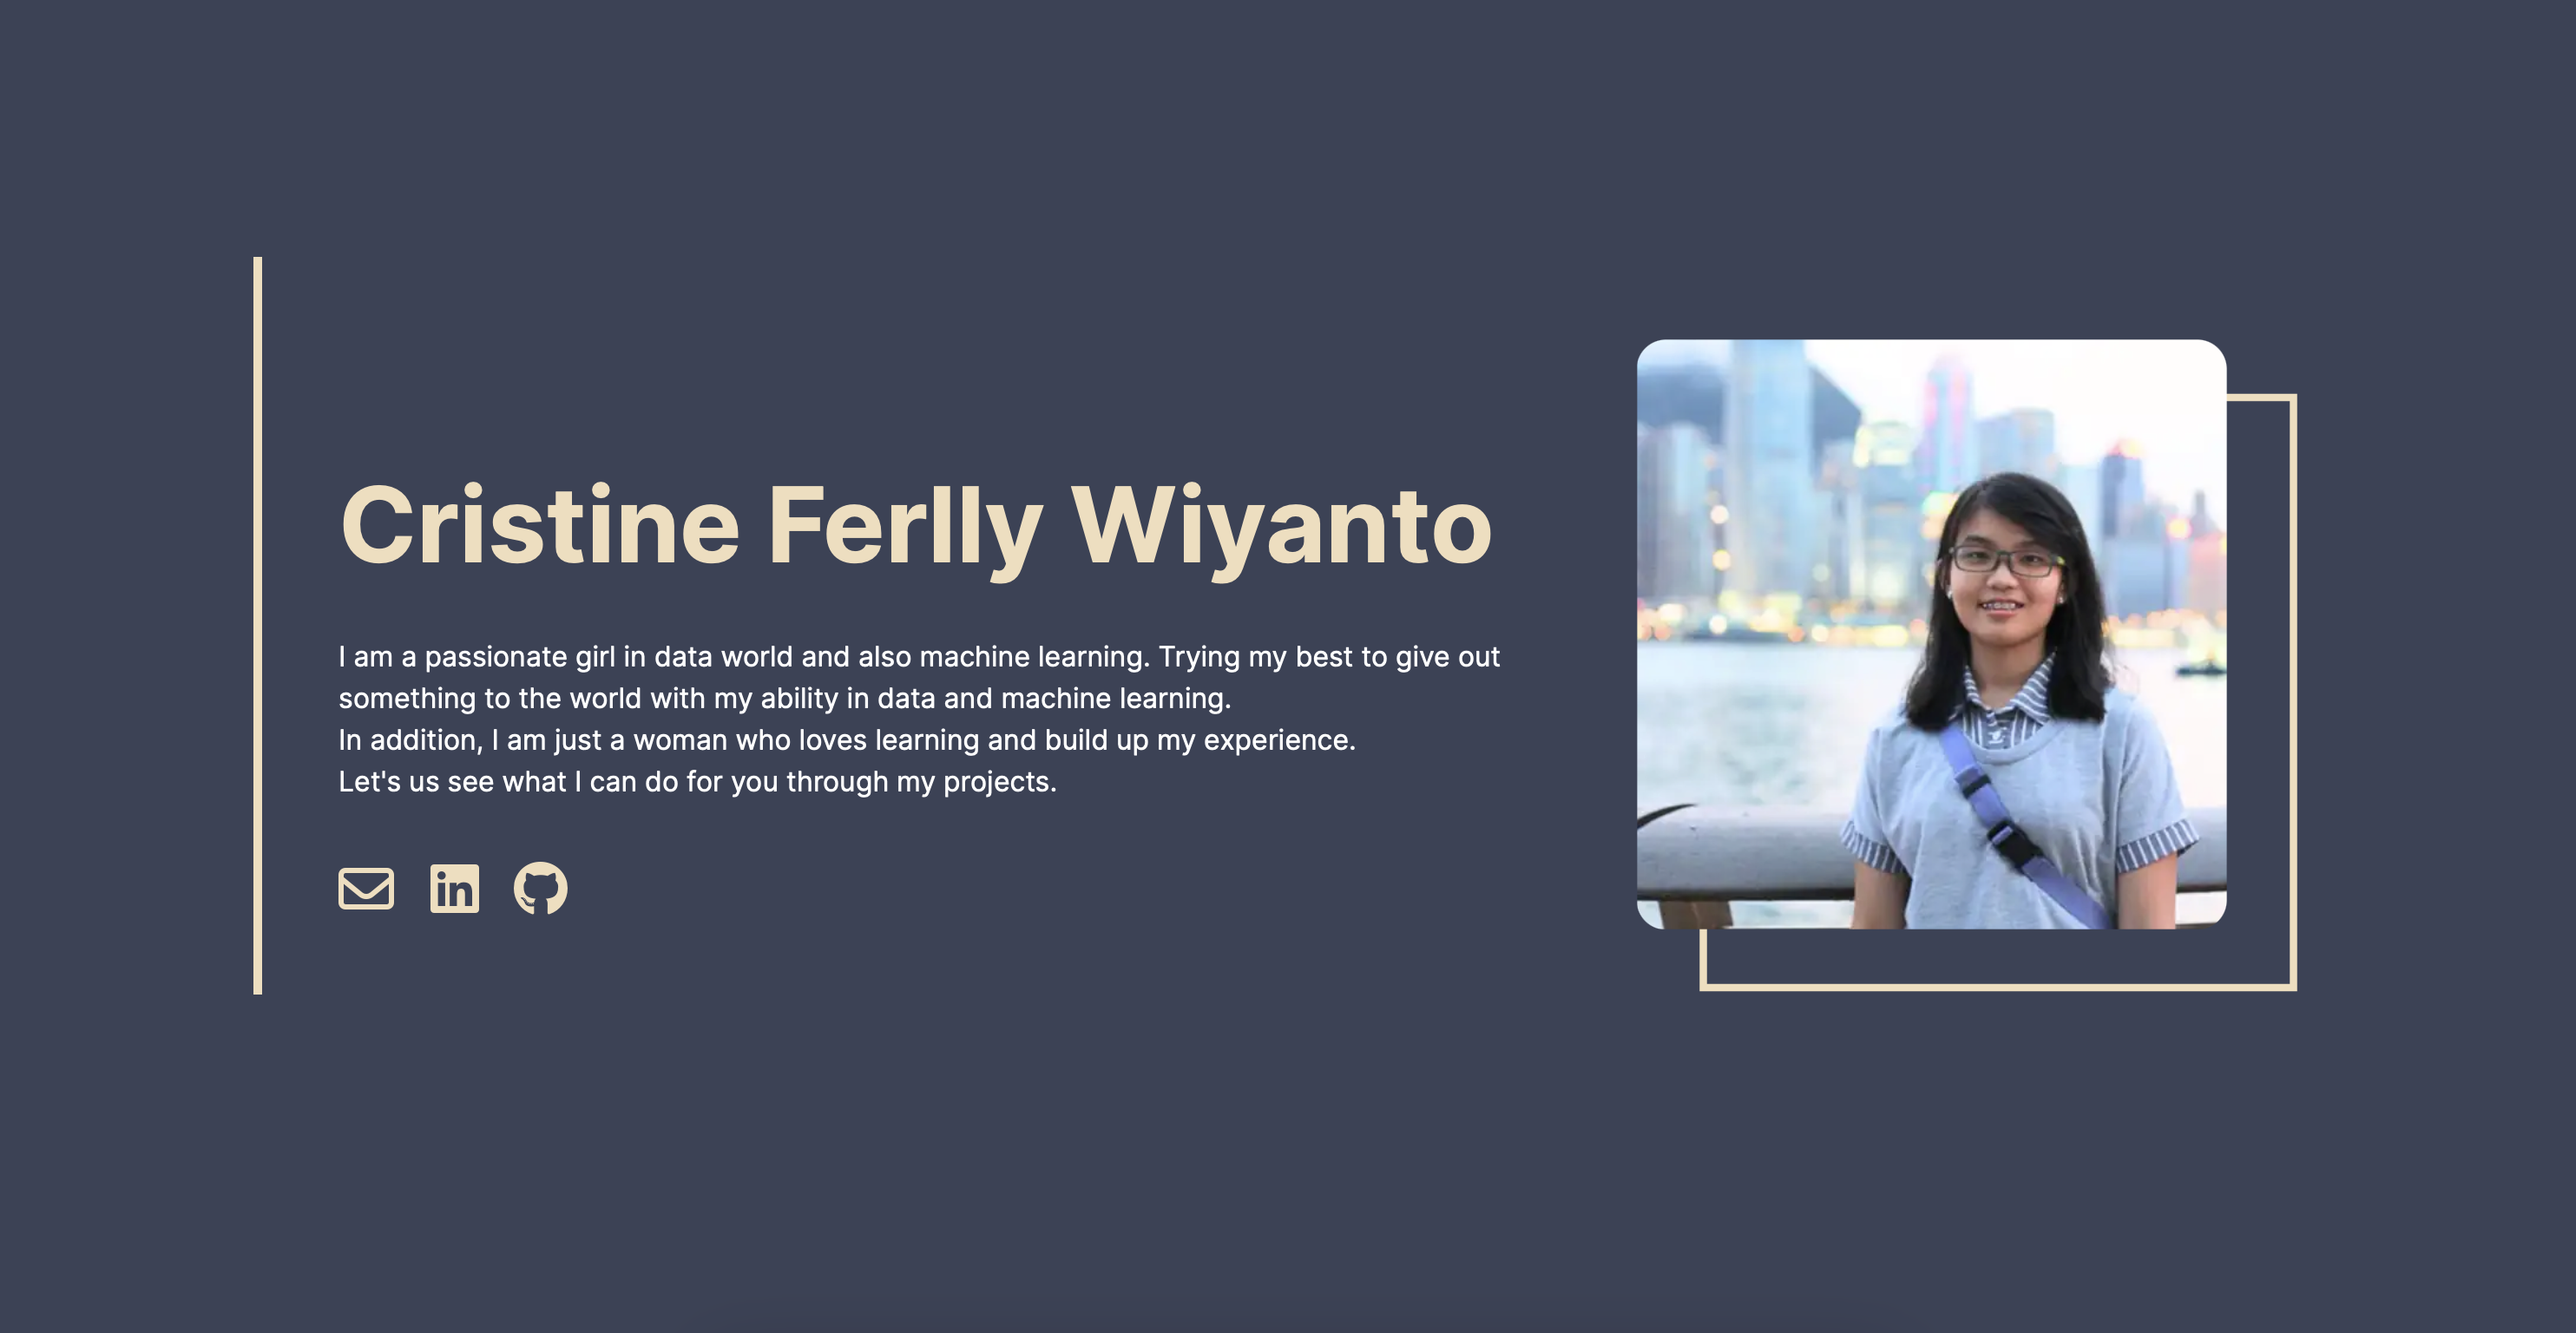 Cristine Ferlly Wiyanto
I am a passionate girl in data world and also machine learning. Trying my best to give out
something to the world with my ability in data and machine learning.
In addition, I am just a woman who loves learning and build up my experience.
Let's us see what I can do for you through my projects.
in